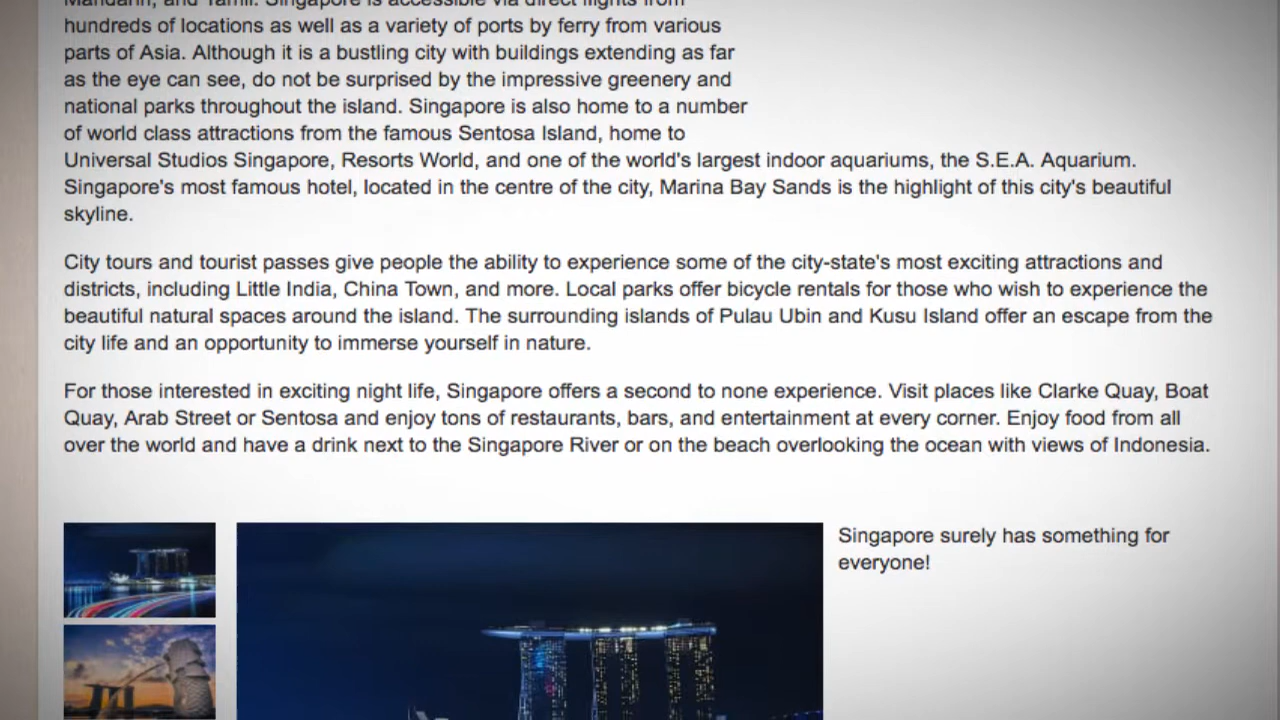 Mandarin, and Tamil. Singapore is accessible via direct flights from
hundreds of locations as well as a variety of ports by ferry from various
parts of Asia. Although it is a bustling city with buildings extending as far
as the eye can see, do not be surprised by the impressive greenery and
national parks throughout the island. Singapore is also home to a number
of world class attractions from the famous Sentosa Island, home to
Universal Studios Singapore, Resorts World, and one of the world's largest indoor aquariums, the S.E.A. Aquarium.
Singapore's most famous hotel, located in the centre of the city, Marina Bay Sands is the highlight of this city's beautiful
skyline.
City tours and tourist passes give people the ability to experience some of the city-state's most exciting attractions and
districts, including Little India, China Town, and more. Local parks offer bicycle rentals for those who wish to experience the
beautiful natural spaces around the island. The surrounding islands of Pulau Ubin and Kusu Island offer an escape from the
city life and an opportunity to immerse yourself in nature.
For those interested in exciting night life, Singapore offers a second to none experience. Visit places like Clarke Quay, Boat
Quay, Arab Street or Sentosa and enjoy tons of restaurants, bars, and entertainment at every corner. Enjoy food from all
over the world and have a drink next to the Singapore River or on the beach overlooking the ocean with views of Indonesia.
Singapore surely has something for
everyone!